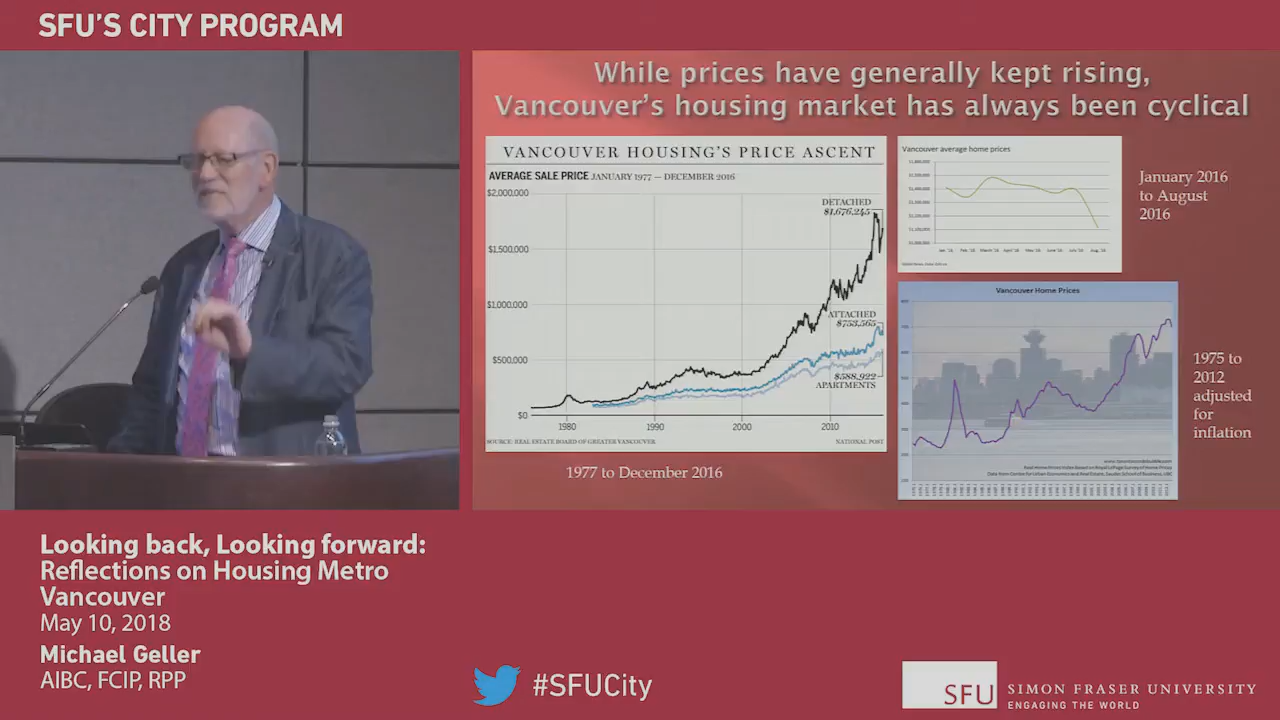 SFU'S CITY PROGRAM
While prices have generally kept rising,
Vancouver's housing market has always been cyclical
VANCOUVER HOUSING'S PRICE ASCENT
AVERAGE SALE PRICE JANUARY 1977 — DECEMBER 2016
$2,000,000
DETACHED
$1,676,245
$1,500,000
$1,000,000
ATTACHED
$753,565
$500,000
$588,922
APARTMENTS
$0
1980
1990
2000
2010
SOURCE: REAL ESTATE BOARD OF GREATER VANCOUVER
NATIONAL POST
1977 to December 2016
Vancouver average home prices
January 2016
to August
2016
Vancouver Home Prices
1975 to
2012
adjusted
for
inflation
Looking back, Looking forward:
Reflections on Housing Metro
Vancouver
May 10, 2018
Michael Geller
AIBC, FCIP, RPP
#SFUCity
SFU
SIMON FRASER UNIVERSITY
ENGAGING THE WORLD